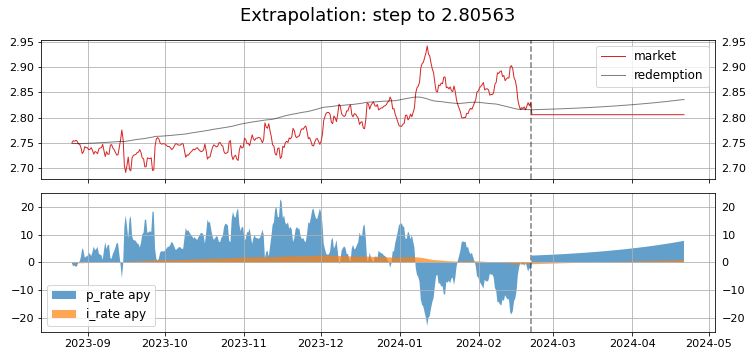 Extrapolation: step to 2.80563
2.95 2.95
2.90 2.90
2.85 2.85
2.80 2.80
2.75 2.75
2.70 2.70
market
redemption
20 20
10 10
0 0
−10 −10
−20 −20
p_rate apy
i_rate apy
2023-09 2023-10 2023-11 2023-12 2024-01 2024-02 2024-03 2024-04 2024-05